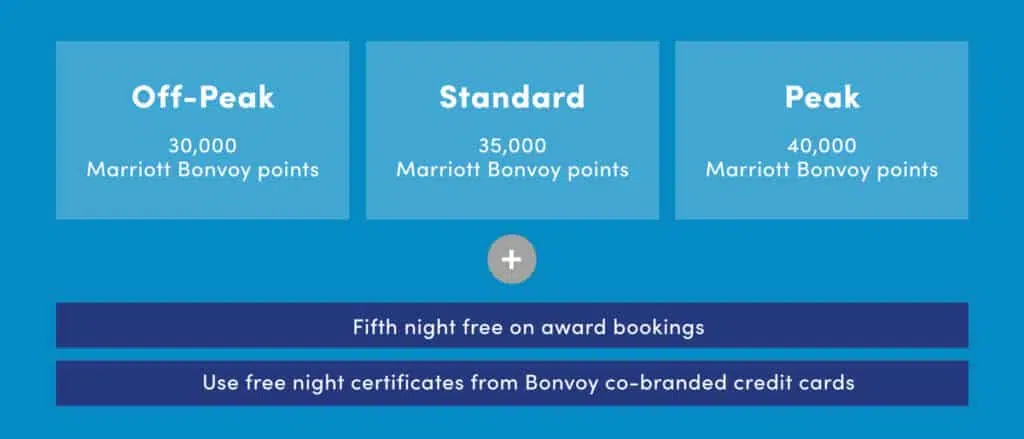 Off-Peak
30,000
Marriott Bonvoy points
Standard
35,000
Marriott Bonvoy points
Peak
40,000
Marriott Bonvoy points
+
Fifth night free on award bookings
Use free night certificates from Bonvoy co-branded credit cards